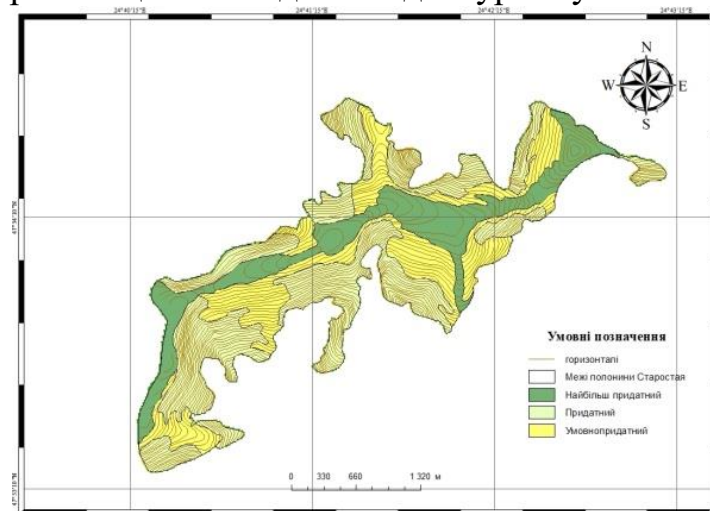 24°40'15"E 24°41'15"E 24°42'15"E 24°43'15"E
N
W E
S
Умовні позначення
горизонталі
Межі полонини Старостая
Найбільш придатний
Придатний
Умовнопридатний
0 330 660 1 320 м